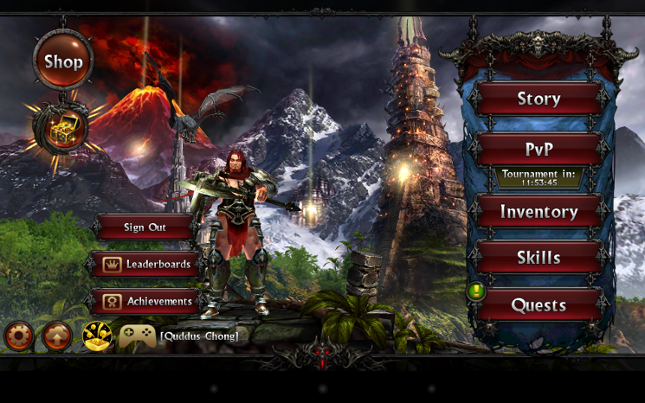 Shop
Story
PvP
Tournament in:
11:53:45
Inventory
Skills
Quests
Sign Out
Leaderboards
Achievements
[Quddus-Chong]